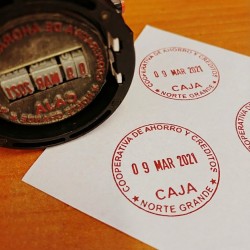 COOPERATIVA DE AHORRO Y CREDITOS
0 9 MAR 2021
CAJA
NORTE GRANDE
COOPERATIVA DE AHORRO Y CREDITOS
0 9 MAR 2021
CAJA
NORTE GRANDE